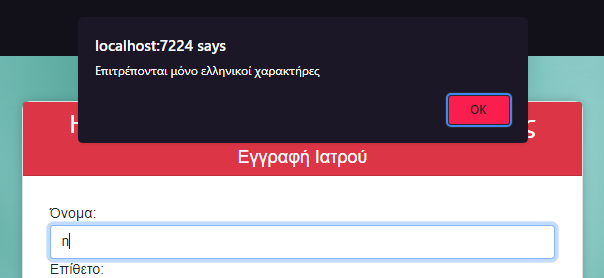 localhost:7224 says
Επιτρέπονται μόνο ελληνικοί χαρακτήρες
OK
Εγγραφή Ιατρού
Όνομα:
n
Επίθετο: